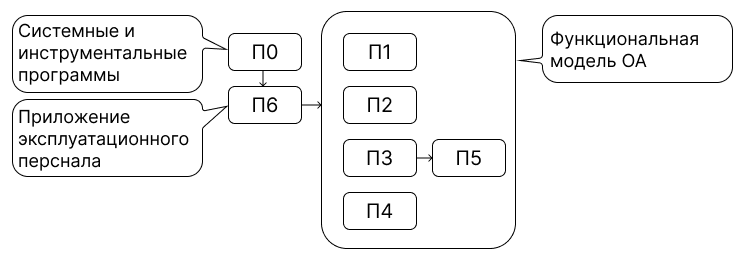 Системные и
инструментальные
программы
Приложение
эксплуатационного
перснала
П0
П6
П1
П2
П3
П5
П4
Функциональная
модель ОА